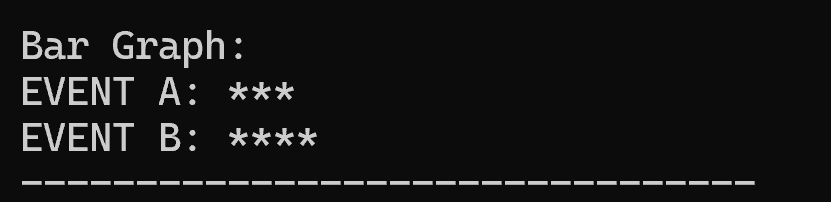 Bar Graph:
EVENT A: ***
EVENT B: ****
--------------------------------